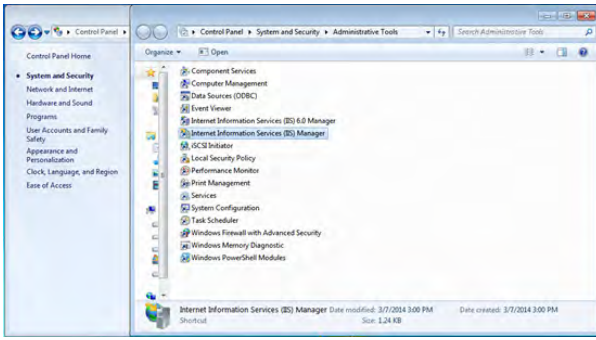 Control Panel
Control Panel Home
System and Security
Network and Internet
Hardware and Sound
Programs
User Accounts and Family
Safety
Appearance and
Personalization
Clock, Language, and Region
Ease of Access
Control Panel System and Security Administrative Tools
Search Administrative Tools
Organize Open
Component Services
Computer Management
Data Sources (ODBC)
Event Viewer
Internet Information Services (IIS) 6.0 Manager
Internet Information Services (IIS) Manager
iSCSI Initiator
Local Security Policy
Performance Monitor
Print Management
Services
System Configuration
Task Scheduler
Windows Firewall with Advanced Security
Windows Memory Diagnostic
Windows PowerShell Modules
Internet Information Services (IIS) Manager Date modified: 3/7/2014 3:00 PM Date created: 3/7/2014 3:00 PM
Shortcut Size: 1.24 KB